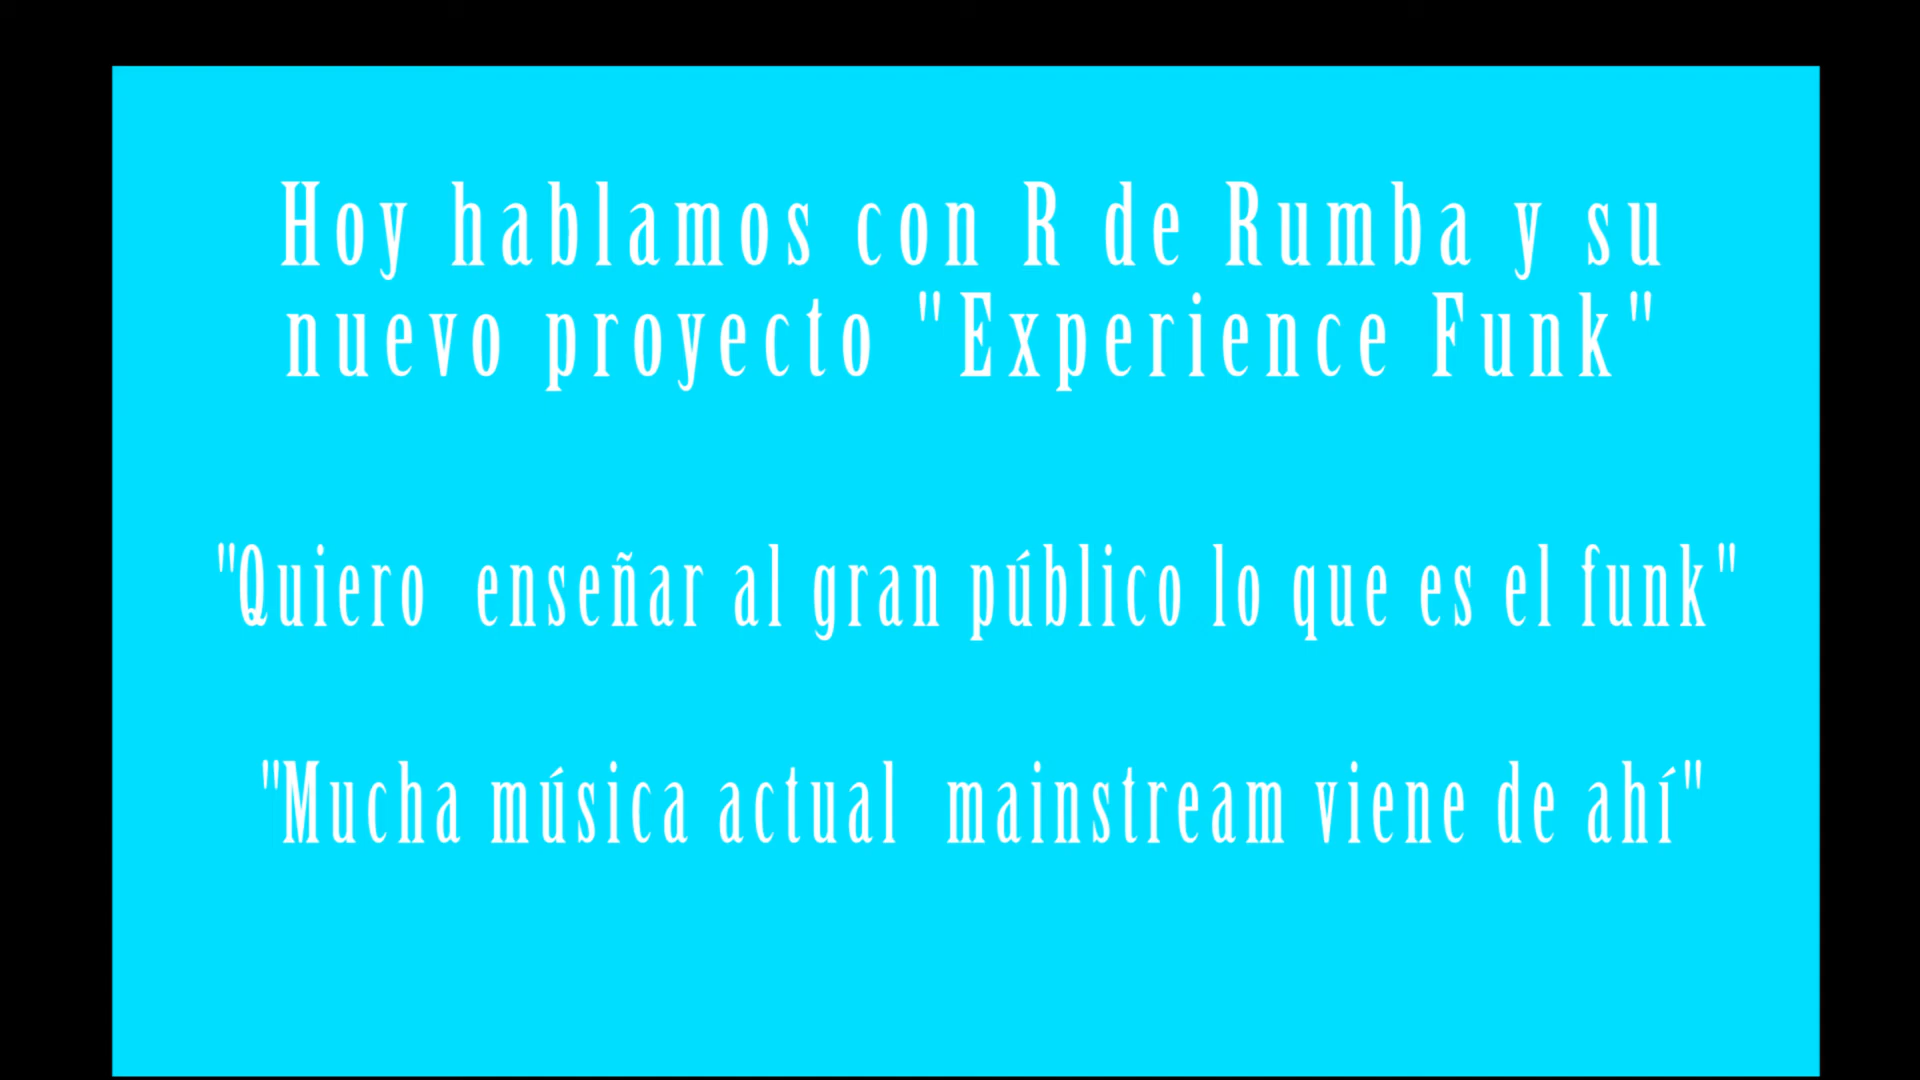 Hoy hablamos con R de Rumba y su
nuevo proyecto "Experience Funk"
"Quiero  enseñar al gran público lo que es el funk"
"Mucha música actual  mainstream viene de ahí"